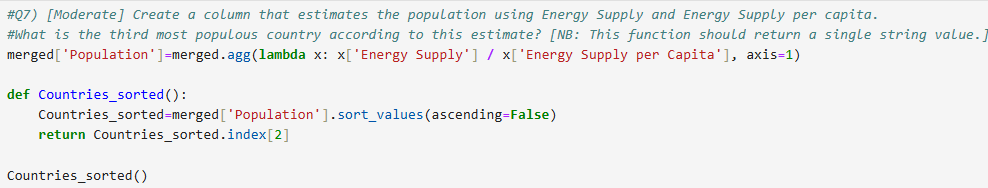 #Q7) [Moderate] Create a column that estimates the population using Energy Supply and Energy Supply per capita.
#What is the third most populous country according to this estimate? [NB: This function should return a single string value.]
merged['Population']=merged.agg(lambda x: x['Energy Supply'] / x['Energy Supply per Capita'], axis=1)
def Countries_sorted():
    Countries_sorted=merged['Population'].sort_values(ascending=False)
    return Countries_sorted.index[2]
Countries_sorted()